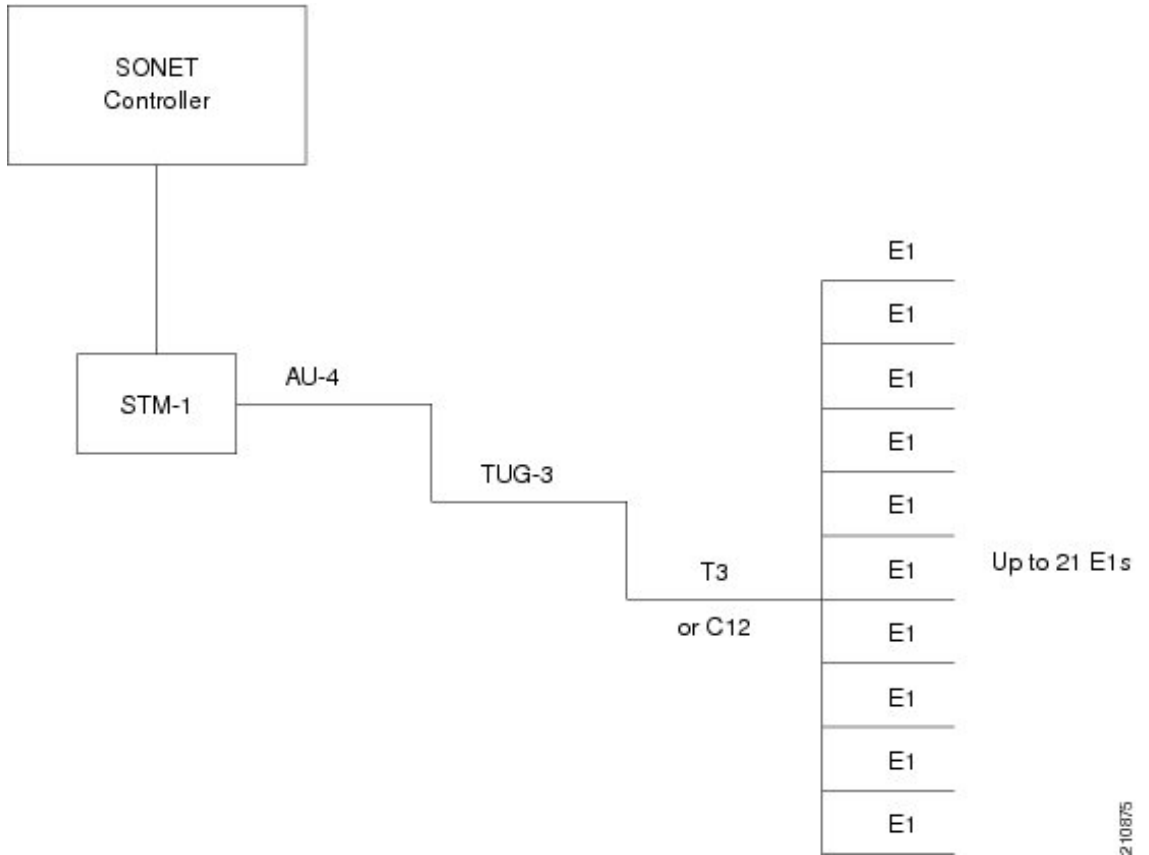 SONET
Controller
STM-1
AU-4
TUG-3
T3
or C12
E1
E1
E1
E1
E1
E1
E1
E1
E1
E1
Up to 21 E1s
210875